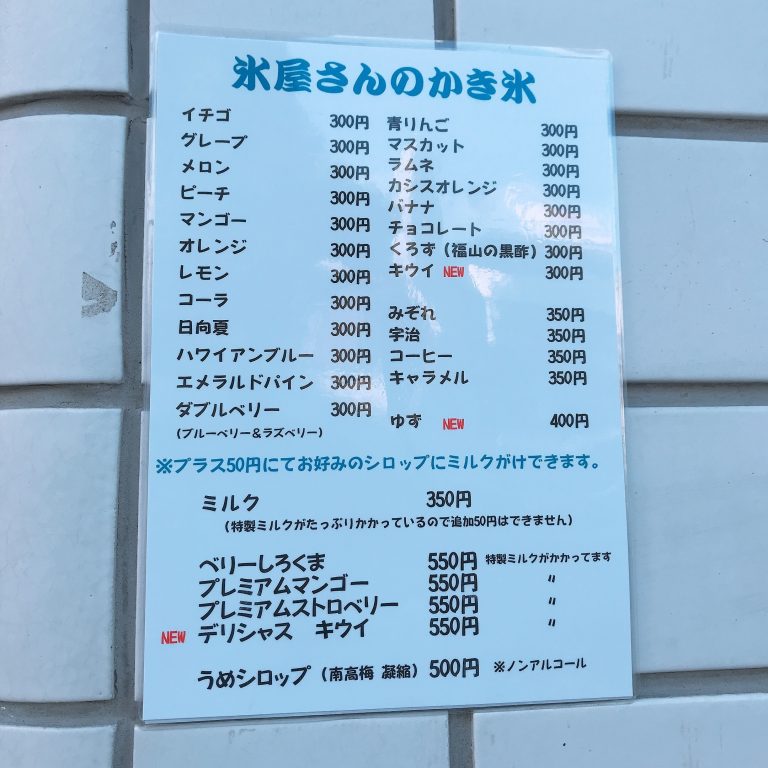 氷屋さんのかき氷
イチゴ 300円
グレープ 300円
メロン 300円
ピーチ 300円
マンゴー 300円
オレンジ 300円
レモン 300円
コーラ 300円
日向夏 300円
ハワイアンブルー 300円
エメラルドパイン 300円
ダブルベリー 300円
(ブルーベリー&ラズベリー)
青りんご 300円
マスカット 300円
ラムネ 300円
カシスオレンジ 300円
バナナ 300円
チョコレート 300円
くろず(福山の黒酢) 300円
キウイ NEW 300円
みぞれ 350円
宇治 350円
コーヒー 350円
キャラメル 350円
ゆず NEW 400円
※プラス50円にてお好みのシロップにミルクがけできます。
ミルク 350円
(特製ミルクがたっぷりかかっているので追加50円はできません)
ベリーしろくま 550円 特製ミルクがかかってます
プレミアムマンゴー 550円 〃
プレミアムストロベリー 550円 〃
NEW デリシャス キウイ 550円 〃
うめシロップ(南高梅 凝縮) 500円 ※ノンアルコール